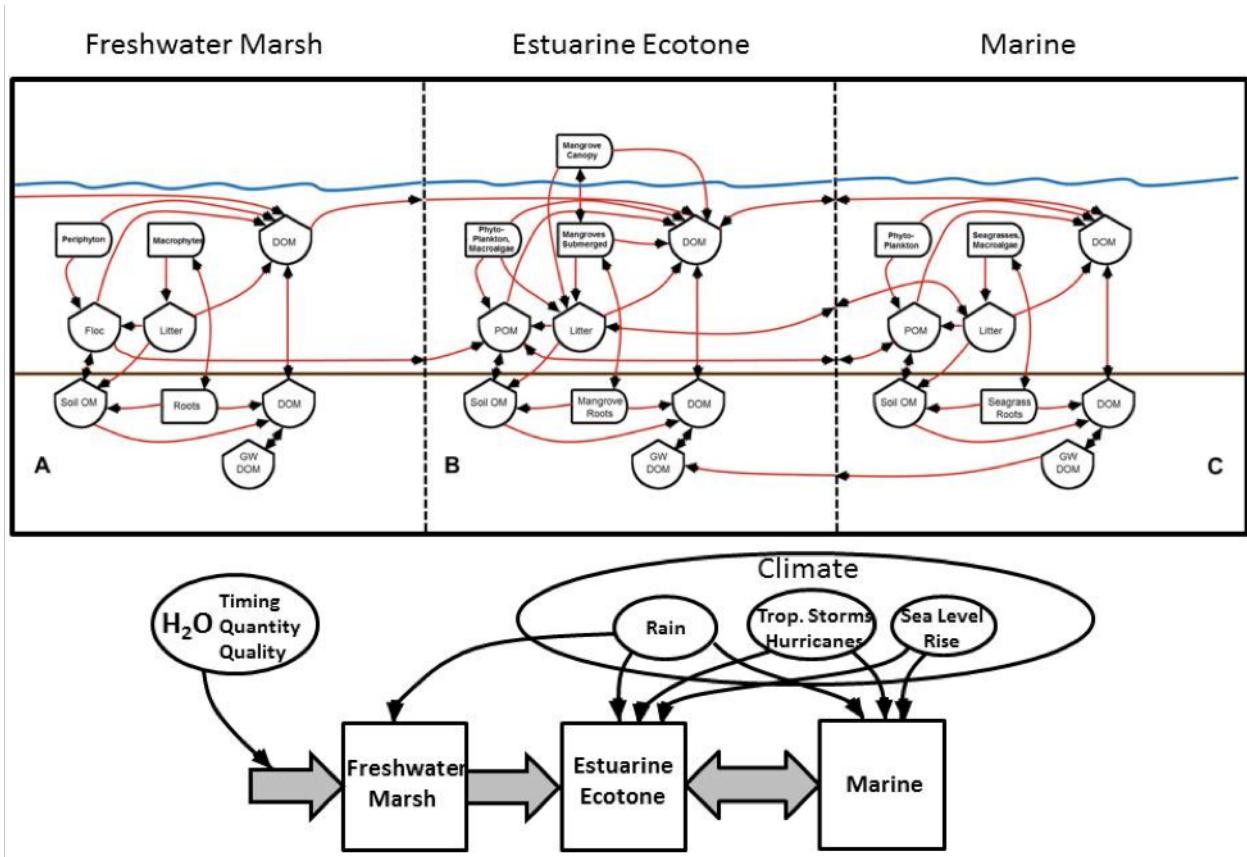 Freshwater Marsh
Estuarine Ecotone
Marine
Periphyton
Macrophytes
DOM
Floc
Litter
Soil OM
Roots
DOM
GW
DOM
A
Mangrove
Canopy
Phyto-
Plankton,
Macroalgae
Mangroves
Submerged
DOM
POM
Litter
Soil OM
Mangrove
Roots
DOM
GW
DOM
B
Phyto-
Plankton
Seagrasses,
Macroalgae
DOM
POM
Litter
Soil OM
Seagrass
Roots
DOM
GW
DOM
C
H₂O
Timing
Quantity
Quality
Climate
Rain
Trop. Storms
Hurricanes
Sea Level
Rise
Freshwater
Marsh
Estuarine
Ecotone
Marine